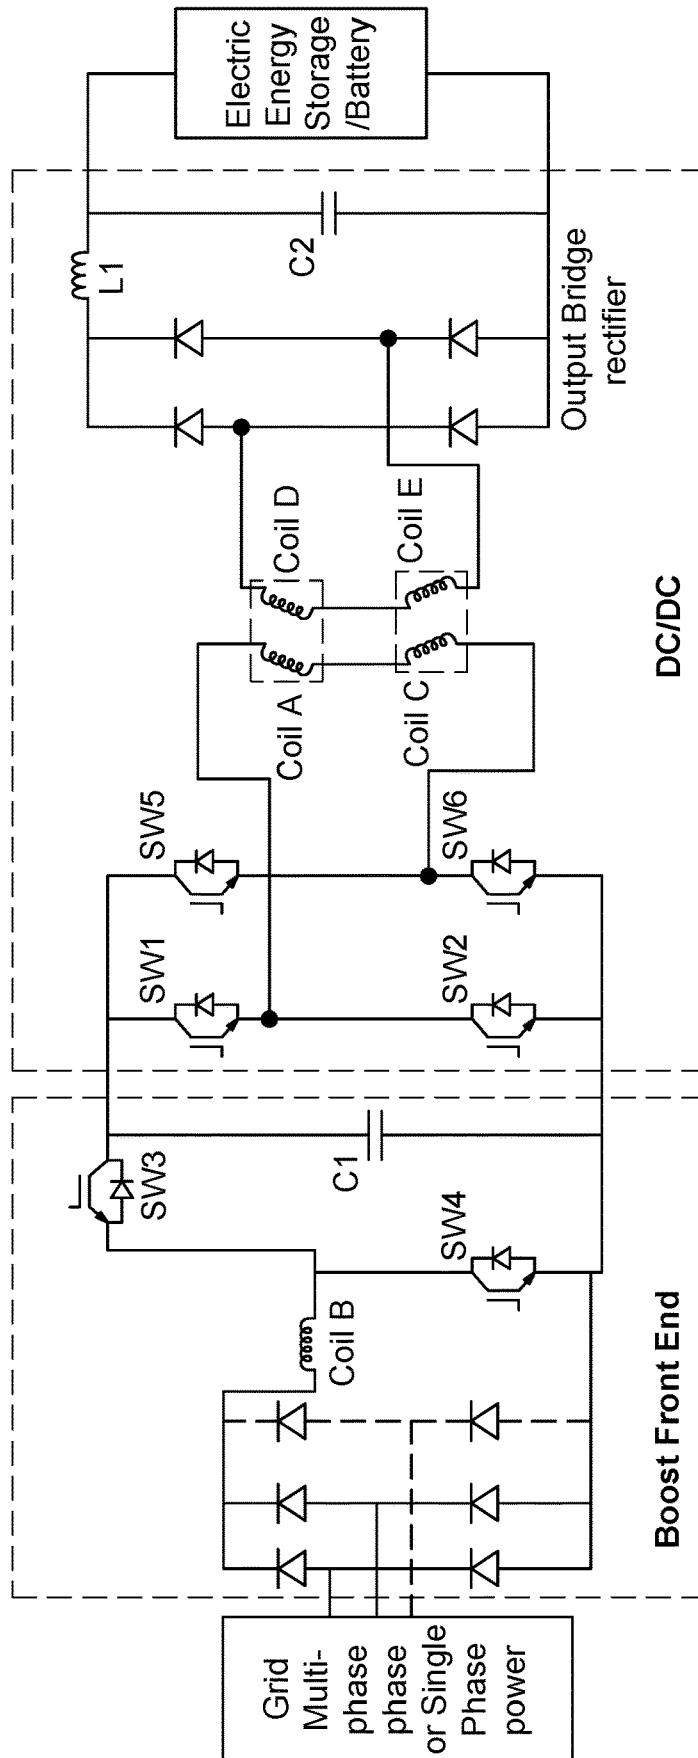 Grid
Multi-
phase
phase
or Single
Phase
power
Boost Front End
Coil B
SW4
SW3
C1
SW1
SW2
SW5
SW6
Coil A
Coil C
Coil D
Coil E
DC/DC
Output Bridge
rectifier
L1
C2
Electric
Energy
Storage
/Battery